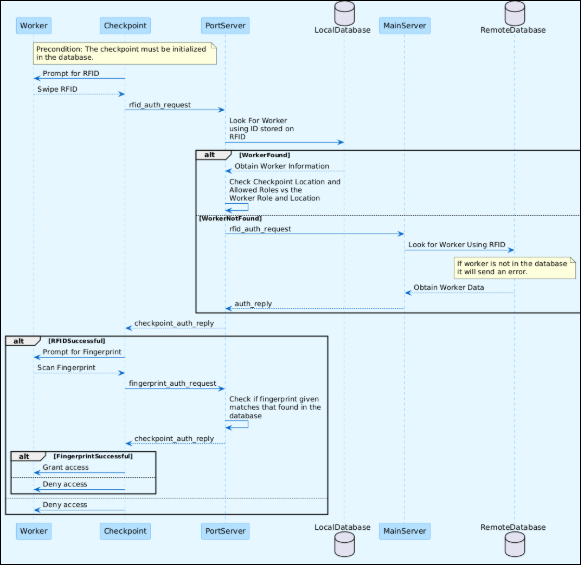 Worker
Checkpoint
PortServer
LocalDatabase
MainServer
RemoteDatabase
Precondition: The checkpoint must be initialized
in the database.
Prompt for RFID
Swipe RFID
rfid_auth_request
Look For Worker
using ID stored on
RFID
alt
[WorkerFound]
Obtain Worker Information
Check Checkpoint Location and
Allowed Roles vs the
Worker Role and Location
[WorkerNotFound]
rfid_auth_request
Look for Worker Using RFID
If worker is not in the database
it will send an error.
Obtain Worker Data
auth_reply
checkpoint_auth_reply
alt
[RFIDSuccessful]
Prompt for Fingerprint
Scan Fingerprint
fingerprint_auth_request
Check if fingerprint given
matches that found in the
database
checkpoint_auth_reply
alt
[FingerprintSuccessful]
Grant access
Deny access
Deny access
Worker
Checkpoint
PortServer
LocalDatabase
MainServer
RemoteDatabase